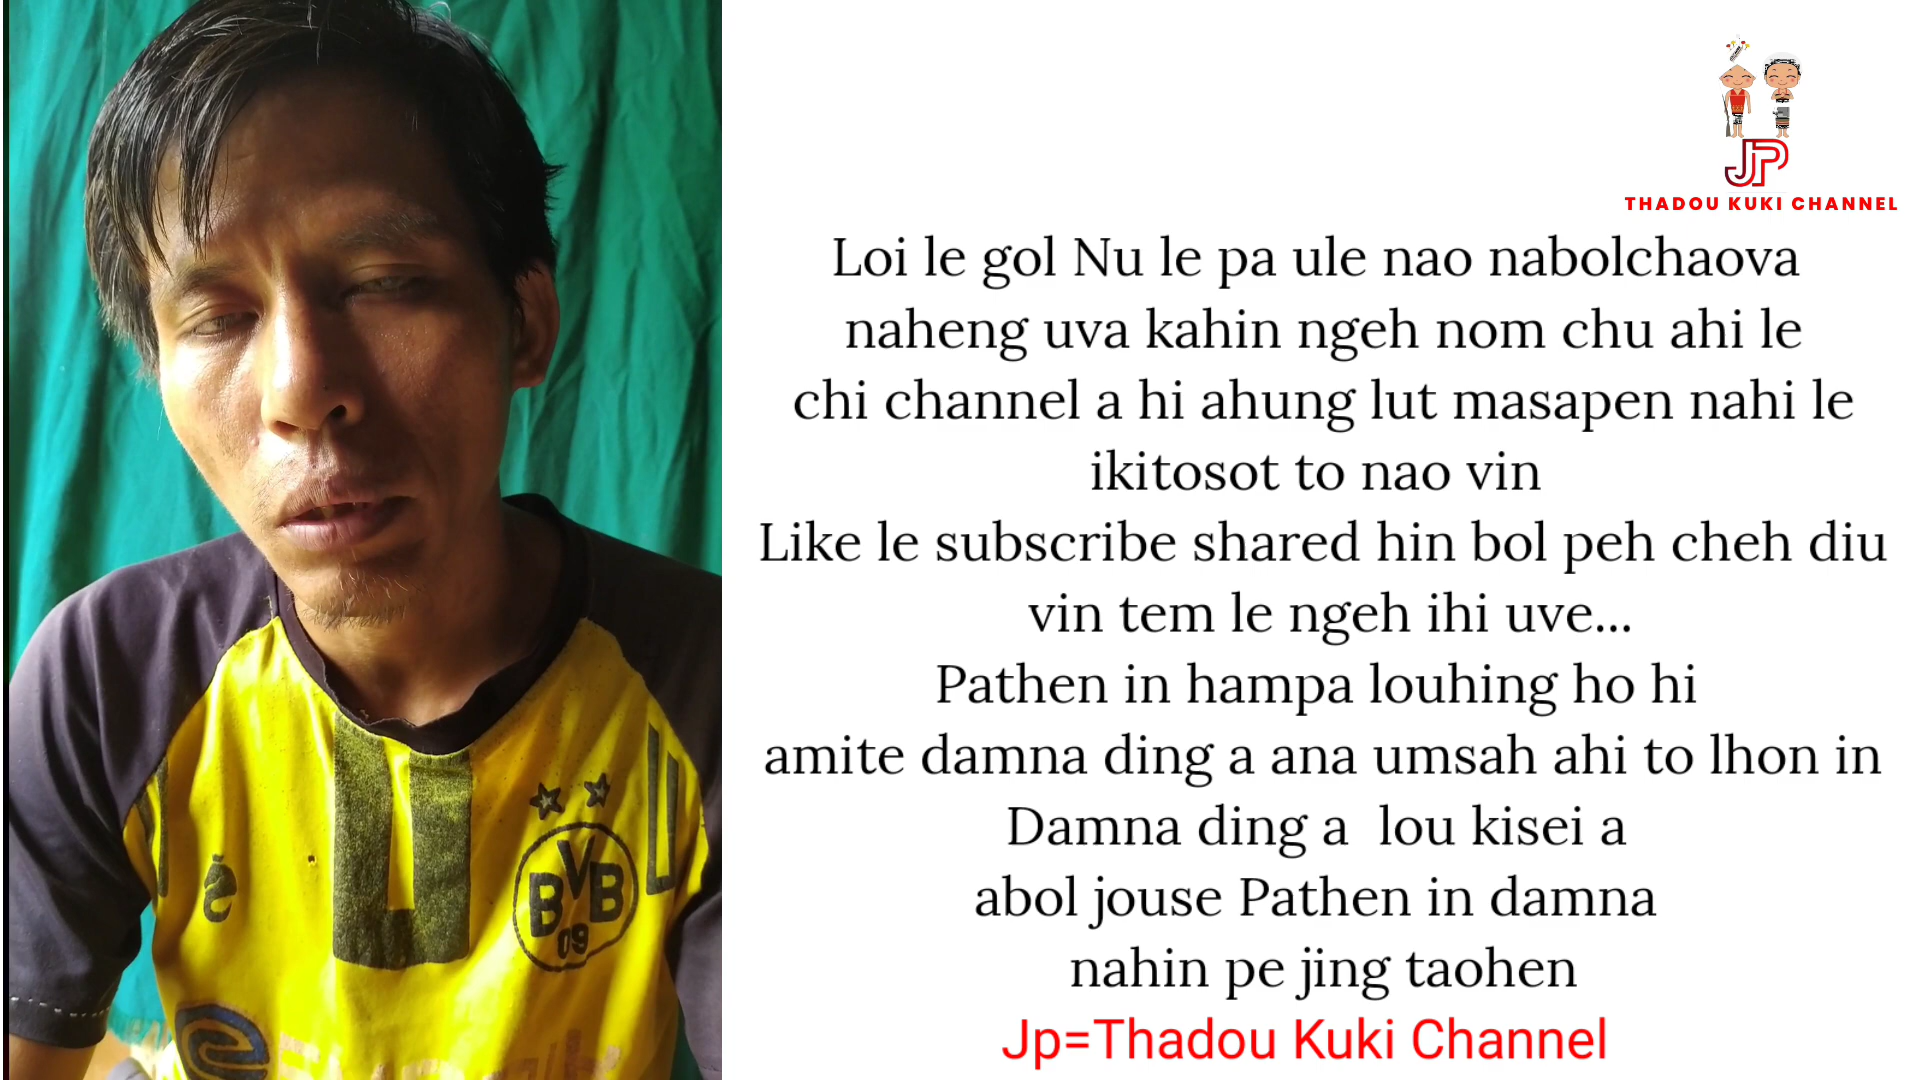 JP
THADOU KUKI CHANNEL
Loi le gol Nu le pa ule nao nabolchaova
naheng uva kahin ngeh nom chu ahi le
chi channel a hi ahung lut masapen nahi le
ikitosot to nao vin
Like le subscribe shared hin bol peh cheh diu
vin tem le ngeh ihi uve...
Pathen in hampa louhing ho hi
amite damna ding a ana umsah ahi to lhon in
Damna ding a lou kisei a
abol jouse Pathen in damna
nahin pe jing taohen
Jp=Thadou Kuki Channel
BVB
09